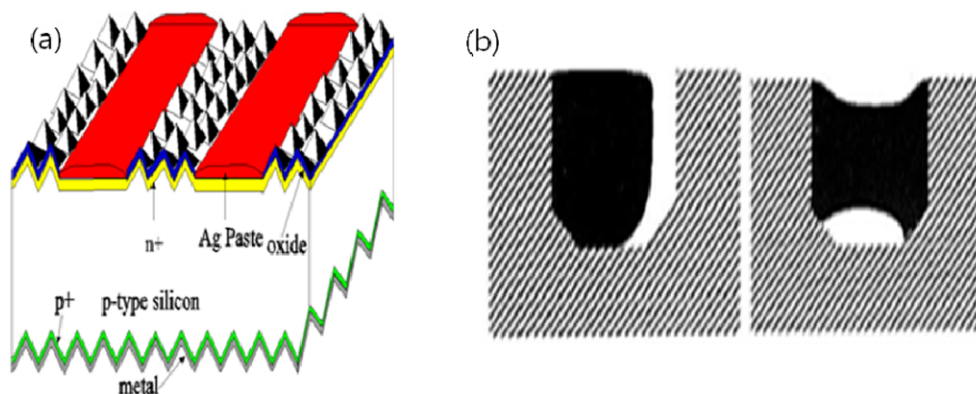 (a)
(b)
n+
Ag Paste
oxide
p+
p-type silicon
metal